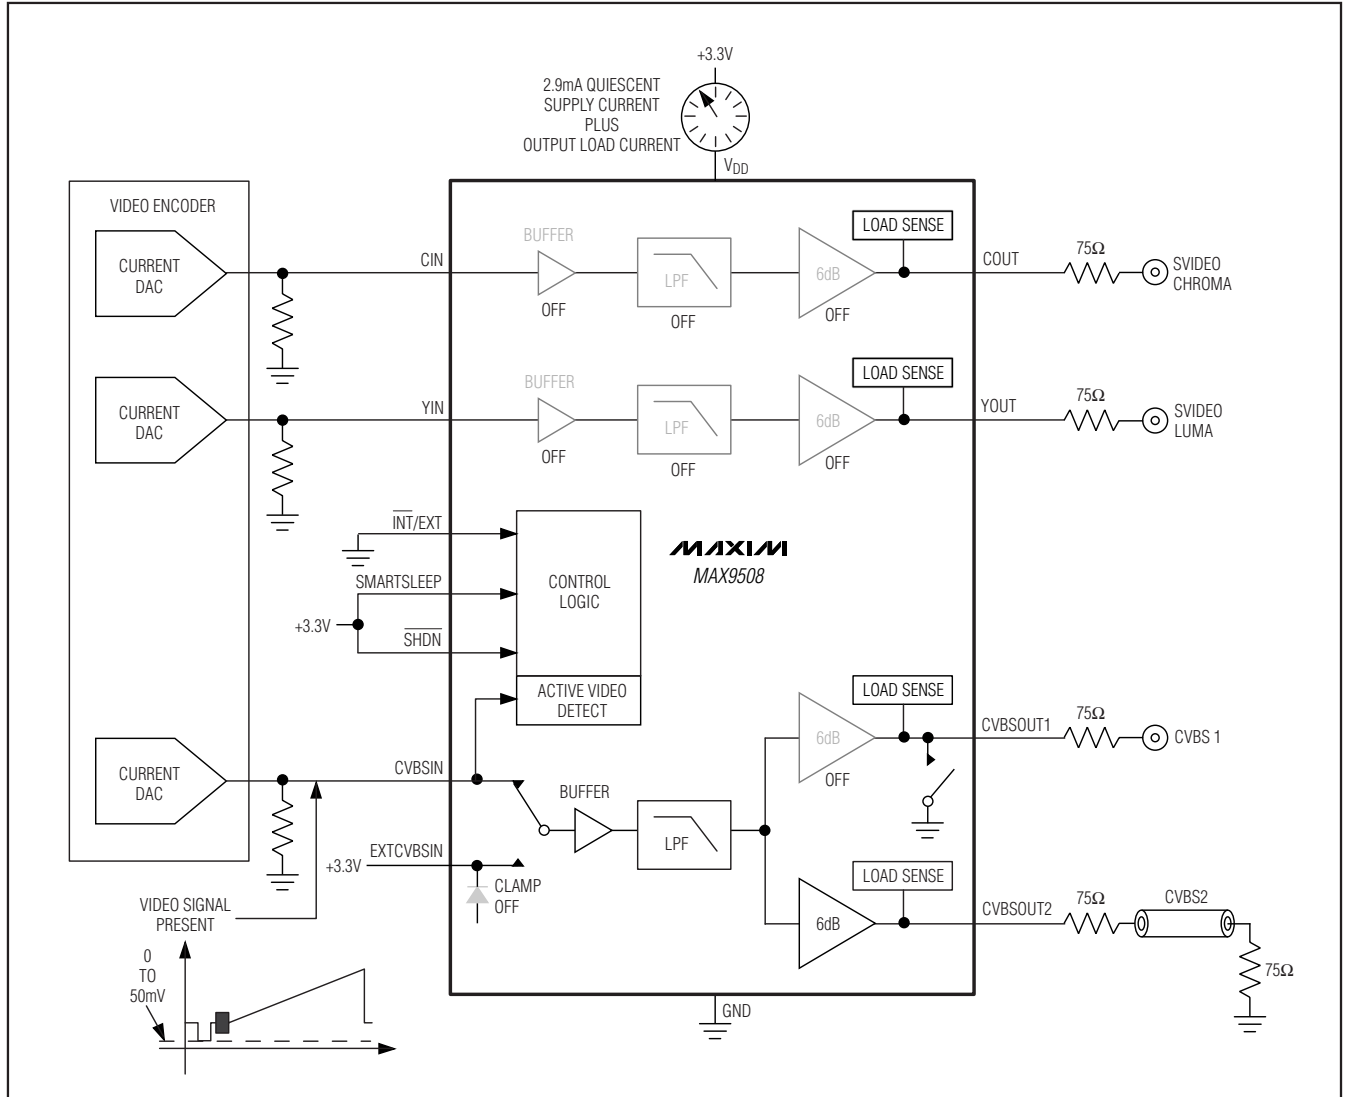 +3.3V
2.9mA QUIESCENT
SUPPLY CURRENT
PLUS
OUTPUT LOAD CURRENT
VDD
VIDEO ENCODER
CURRENT
DAC
CIN
BUFFER
OFF
LPF
OFF
6dB
OFF
LOAD SENSE
COUT
75Ω
SVIDEO
CHROMA
CURRENT
DAC
YIN
BUFFER
OFF
LPF
OFF
6dB
OFF
LOAD SENSE
YOUT
75Ω
SVIDEO
LUMA
INT/EXT
SMARTSLEEP
+3.3V
SHDN
CONTROL
LOGIC
ACTIVE VIDEO
DETECT
MAXIM
MAX9508
CURRENT
DAC
CVBSIN
BUFFER
LPF
EXTCVBSIN
+3.3V
CLAMP
OFF
6dB
OFF
LOAD SENSE
CVBSOUT1
75Ω
CVBS 1
6dB
LOAD SENSE
CVBSOUT2
75Ω
CVBS2
75Ω
VIDEO SIGNAL
PRESENT
0
TO
50mV
GND